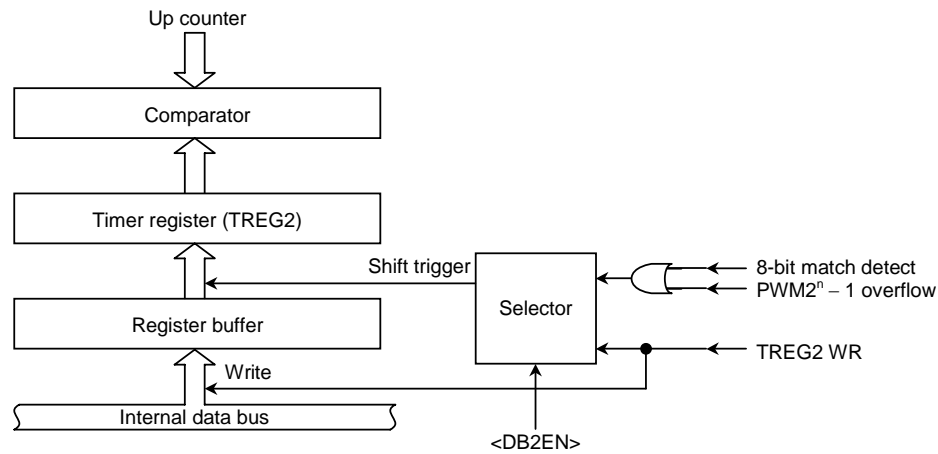 Up counter
Comparator
Timer register (TREG2)
Shift trigger
Selector
8-bit match detect
PWM2ⁿ – 1 overflow
Register buffer
TREG2 WR
Write
Internal data bus
<DB2EN>